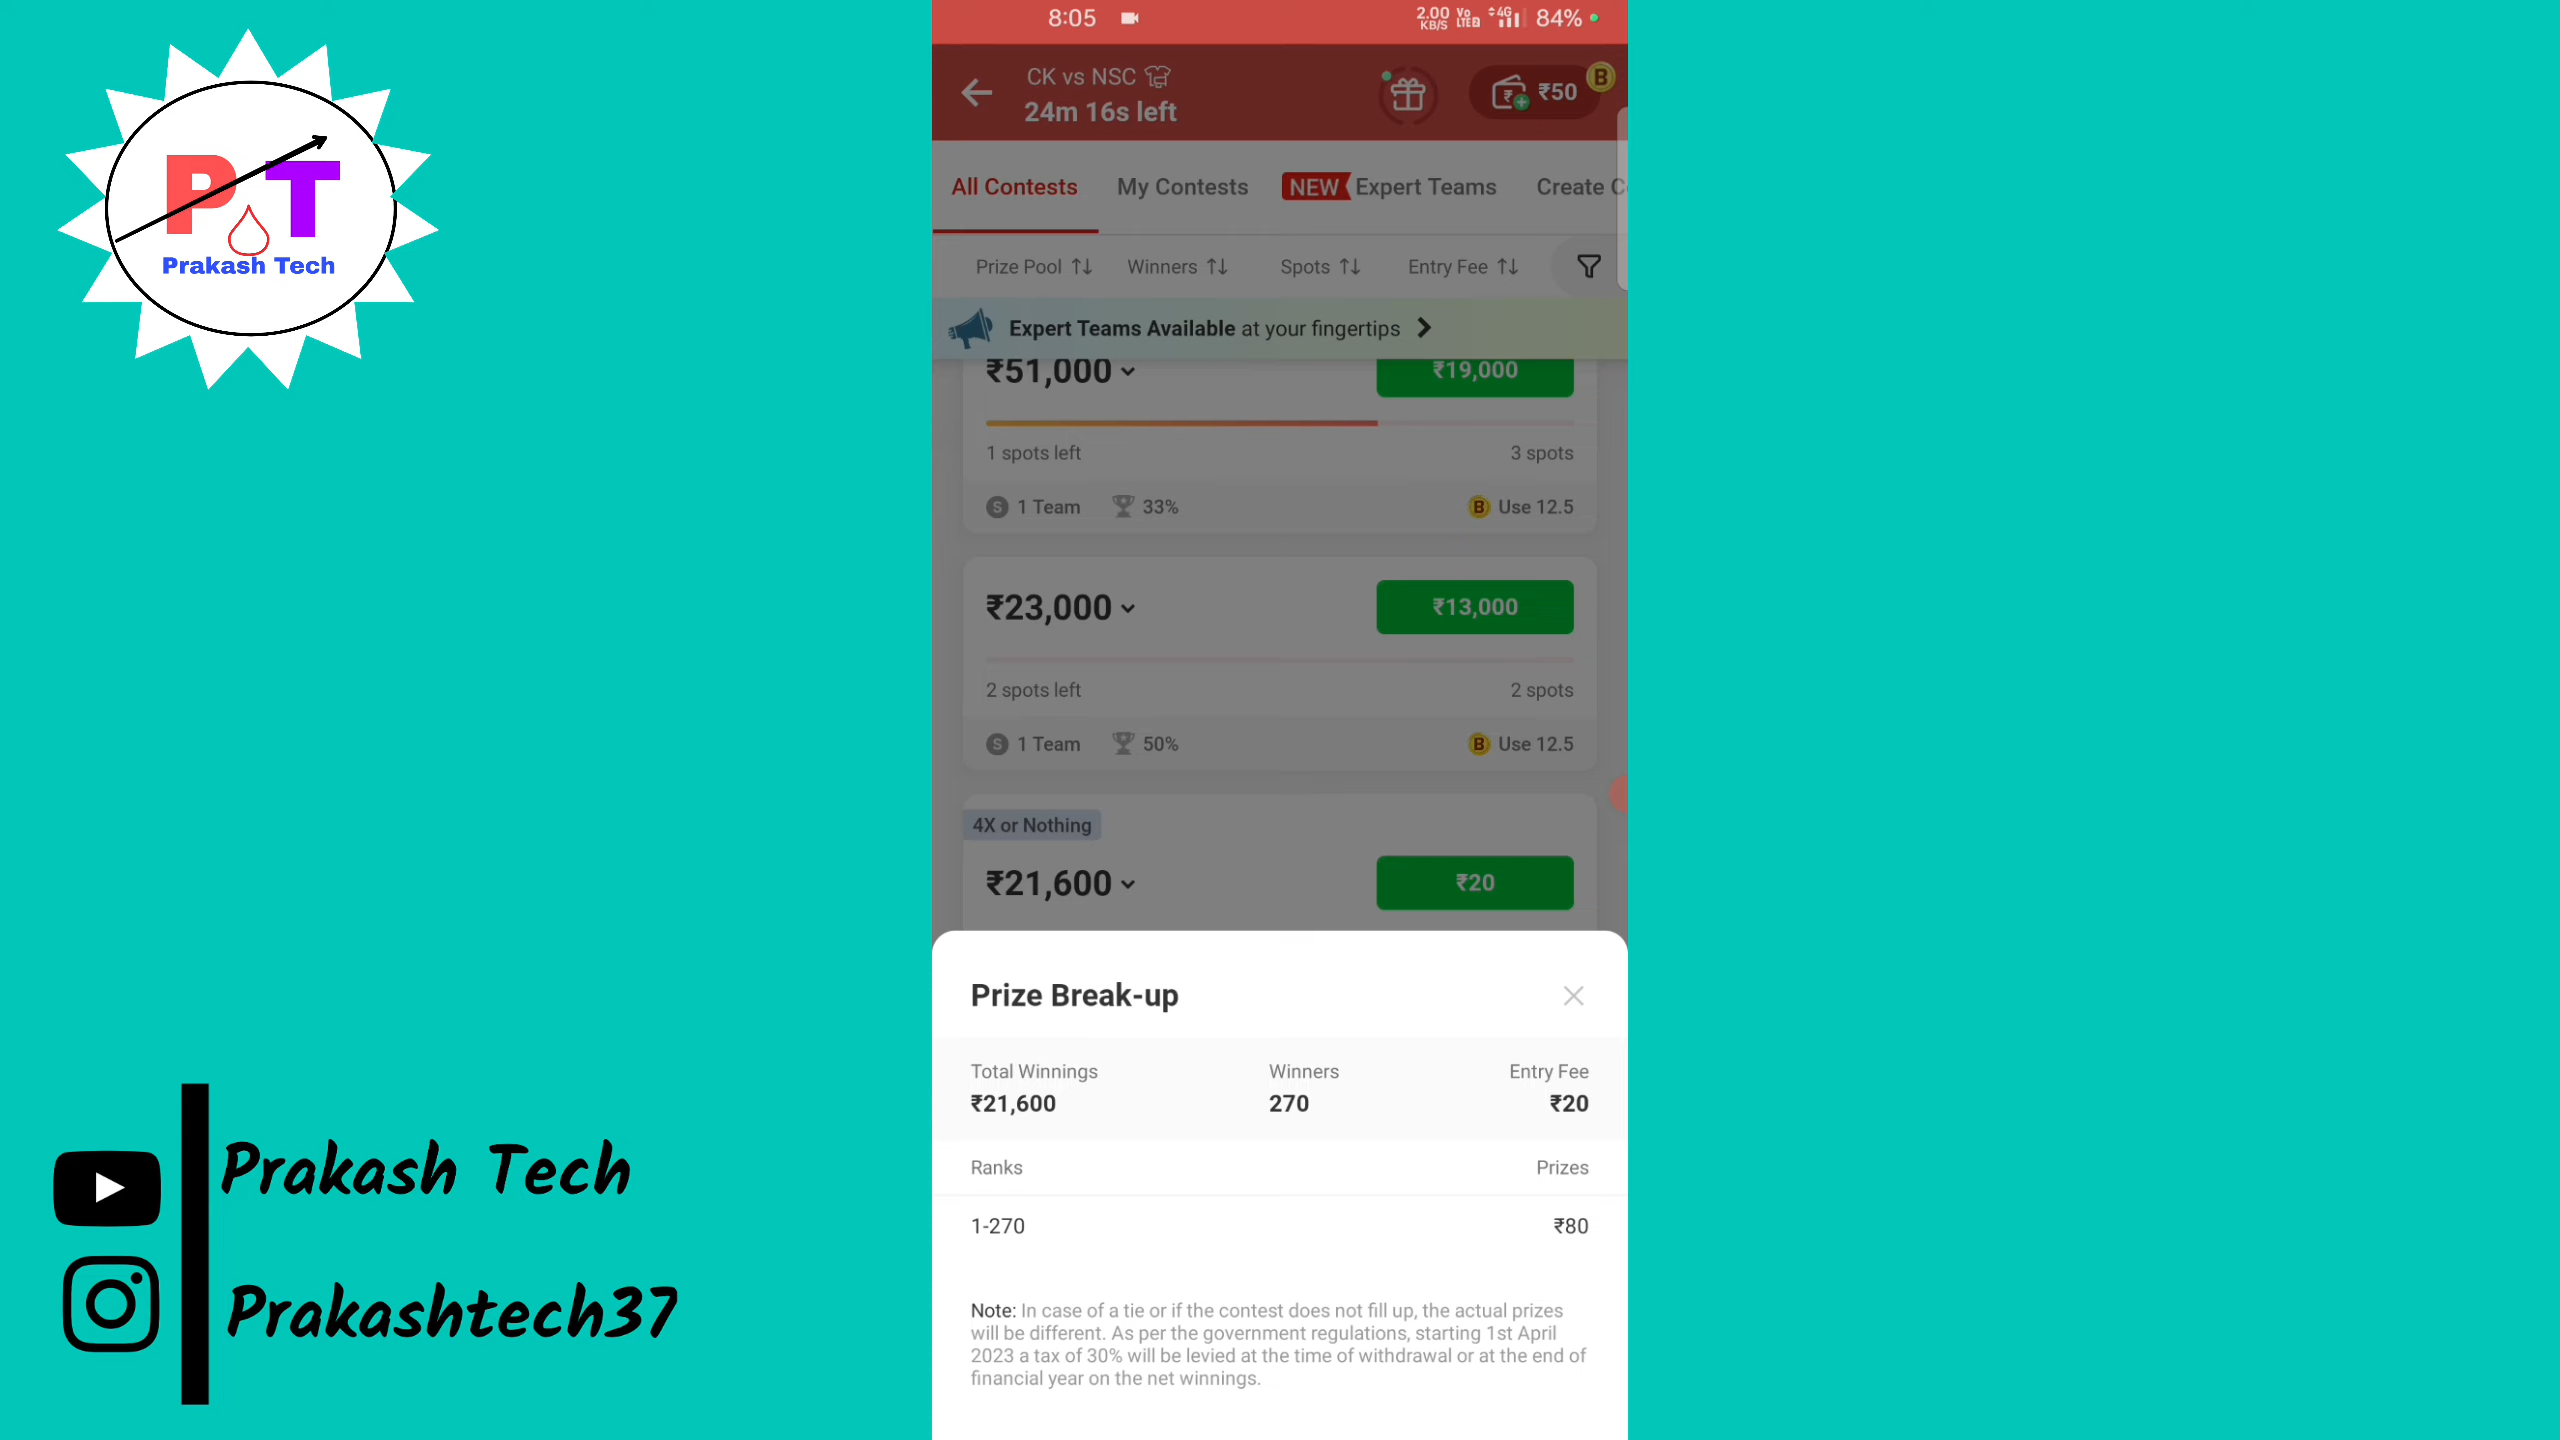 P T
Prakash Tech
Prakash Tech
Prakashtech37
8:05
2.00 KB/S
Vo LTE2
4G
84%
CK vs NSC
24m 16s left
₹50
B
All Contests
My Contests
NEW
Expert Teams
Create C
Prize Pool
Winners
Spots
Entry Fee
Expert Teams Available at your fingertips
₹51,000
₹19,000
1 spots left
3 spots
S 1 Team
33%
B Use 12.5
₹23,000
₹13,000
2 spots left
2 spots
S 1 Team
50%
B Use 12.5
4X or Nothing
₹21,600
₹20
Prize Break-up
Total Winnings
Winners
Entry Fee
₹21,600
270
₹20
Ranks
Prizes
1-270
₹80
Note: In case of a tie or if the contest does not fill up, the actual prizes
will be different. As per the government regulations, starting 1st April
2023 a tax of 30% will be levied at the time of withdrawal or at the end of
financial year on the net winnings.